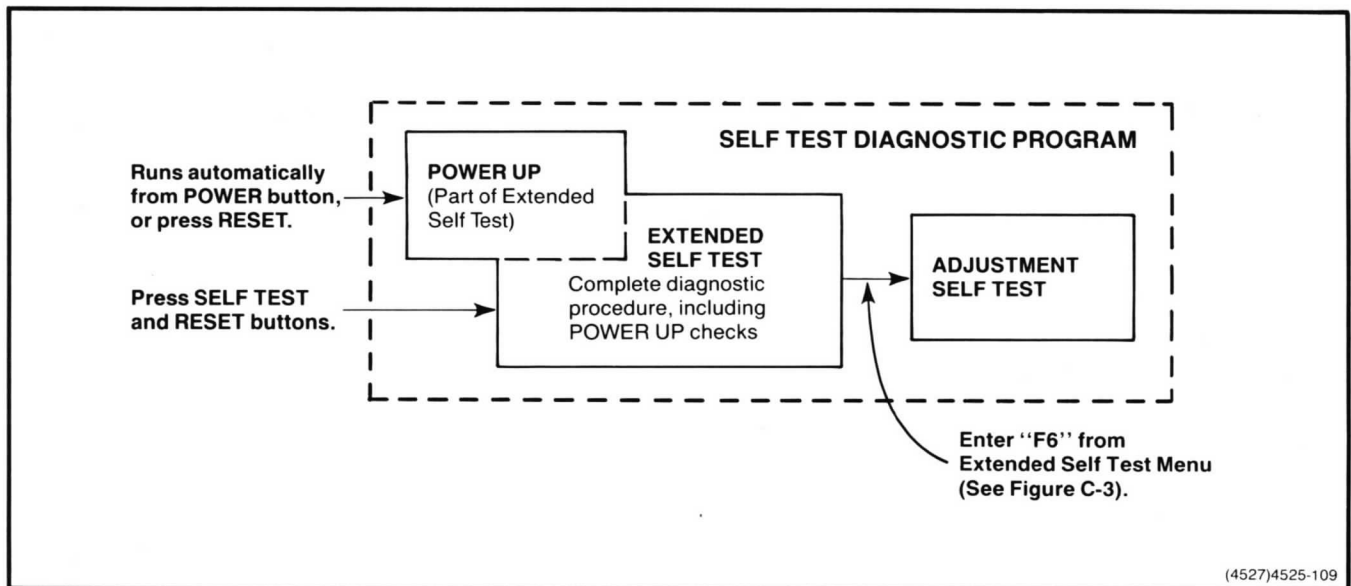 SELF TEST DIAGNOSTIC PROGRAM
Runs automatically
from POWER button,
or press RESET.
POWER UP
(Part of Extended
Self Test)
EXTENDED
SELF TEST
Complete diagnostic
procedure, including
POWER UP checks
Press SELF TEST
and RESET buttons.
ADJUSTMENT
SELF TEST
Enter ‘‘F6’’ from
Extended Self Test Menu
(See Figure C-3).
(4527)4525-109